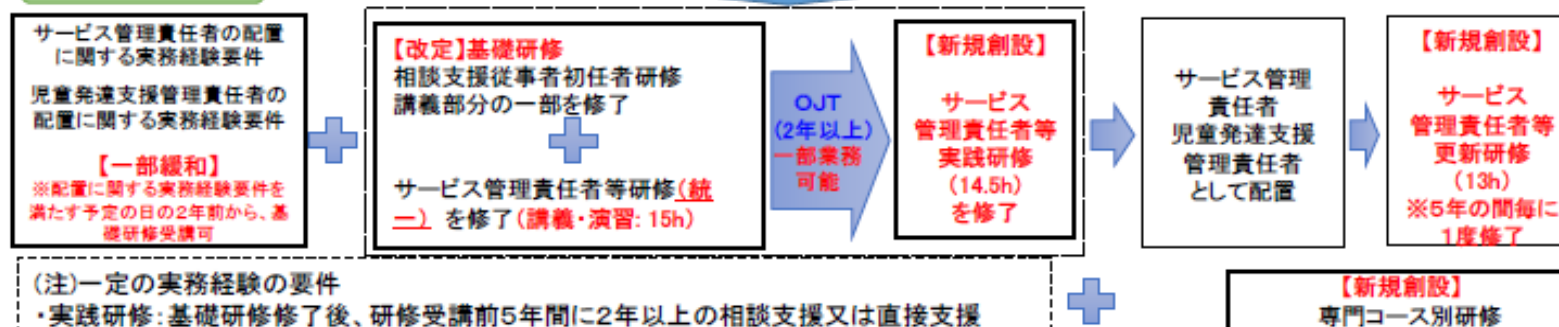 サービス管理責任者の配置
に関する実務経験要件
児童発達支援管理責任者の
配置に関する実務経験要件
【一部緩和】
※配置に関する実務経験要件を
満たす予定の日の2年前から、基
礎研修受講可
【改定】基礎研修
相談支援従事者初任者研修
講義部分の一部を修了
サービス管理責任者等研修(統
一)を修了(講義・演習:15h)
OJT
(2年以上)
一部業務
可能
【新規創設】
サービス
管理責任者等
実践研修
(14.5h)
を修了
サービス管理
責任者
児童発達支援
管理責任者
として配置
【新規創設】
サービス
管理責任者等
更新研修
(13h)
※5年の間毎に
1度修了
(注)一定の実務経験の要件
・実践研修:基礎研修修了後、研修受講前5年間に2年以上の相談支援又は直接支援
【新規創設】
専門コース別研修